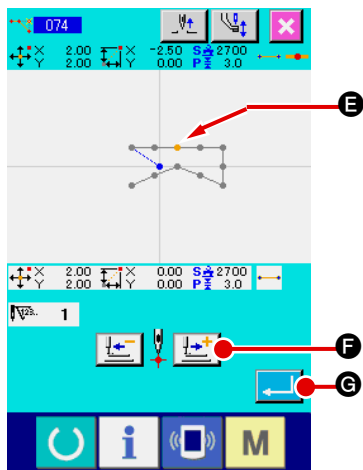 074
X 2.00 X -2.50 S 2700
Y 2.00 Y 0.00 P 3.0
E
X 2.00 X 0.00 S 2700
Y 2.00 Y 0.00 P 3.0
123.. 1
F
G
i M